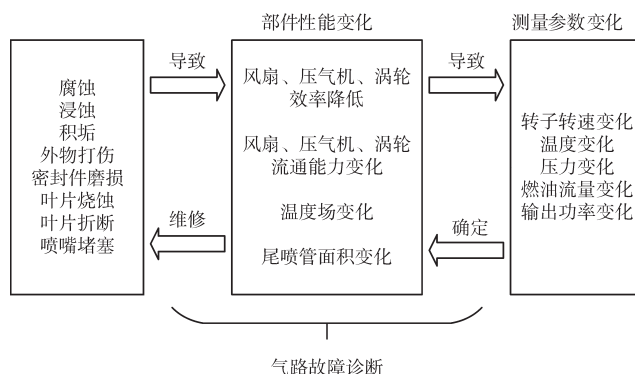 部件性能变化
测量参数变化
腐蚀
浸蚀
积垢
外物打伤
密封件磨损
叶片烧蚀
叶片折断
喷嘴堵塞
导致
维修
风扇、压气机、涡轮
效率降低
风扇、压气机、涡轮
流通能力变化
温度场变化
尾喷管面积变化
导致
确定
转子转速变化
温度变化
压力变化
燃油流量变化
输出功率变化
气路故障诊断